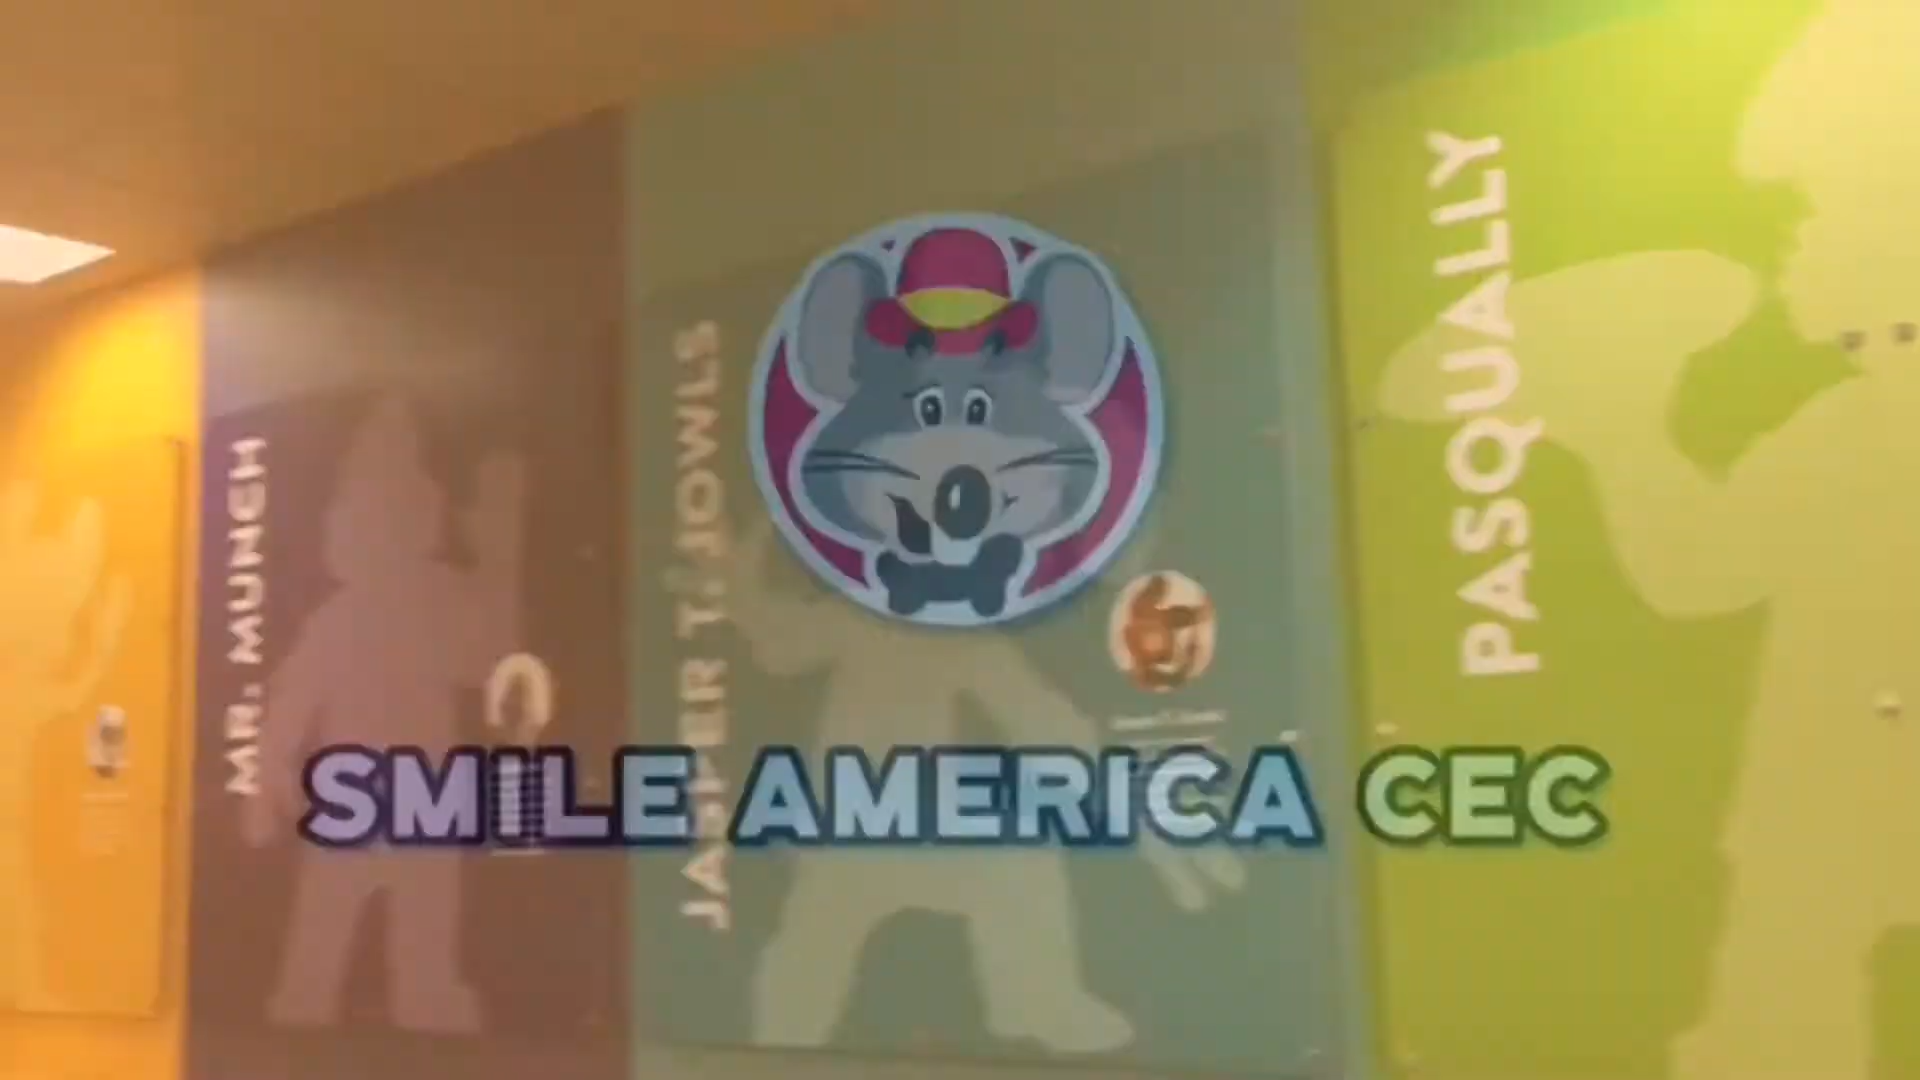 MR. MUNCH
JASPER T. JOWLS
PASQUALLY
SMILE AMERICA CEC